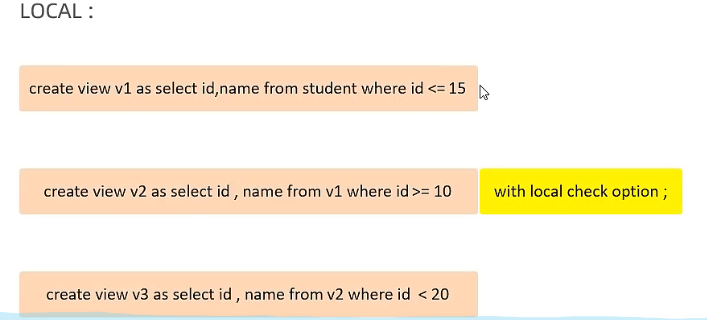 LOCAL :
create view v1 as select id,name from student where id <= 15
create view v2 as select id , name from v1 where id >= 10 with local check option ;
create view v3 as select id , name from v2 where id < 20